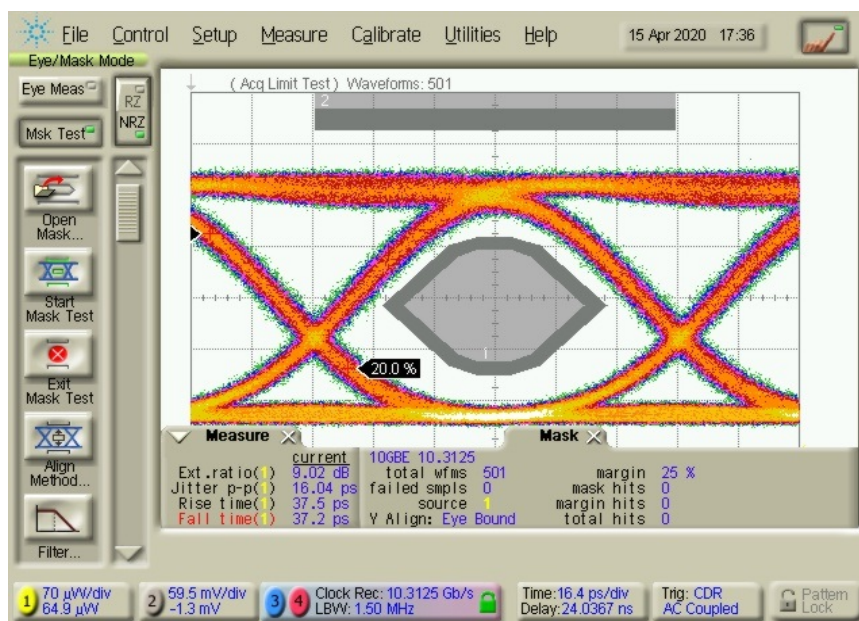 File Control Setup Measure Calibrate Utilities Help 15 Apr 2020 17:36
Eye/Mask Mode
Eye Meas
RZ
NRZ
Msk Test
Open
Mask...
Start
Mask Test
Exit
Mask Test
Align
Method...
Filter...
( Acq Limit Test ) Waveforms: 501
2
1
20.0 %
Measure
current
Ext.ratio(1) 9.02 dB
Jitter p-p(1) 16.04 ps
Rise time(1) 37.5 ps
Fall time(1) 37.2 ps
Mask
10GBE 10.3125
total wfms 501
failed smpls 0
source 1
Y Align: Eye Bound
margin 25 %
mask hits 0
margin hits 0
total hits 0
1 70 µW/div
64.9 µW
2 59.5 mV/div
-1.3 mV
3 4 Clock Rec: 10.3125 Gb/s
LBW: 1.50 MHz
Time:16.4 ps/div
Delay:24.0367 ns
Trig: CDR
AC Coupled
Pattern
Lock